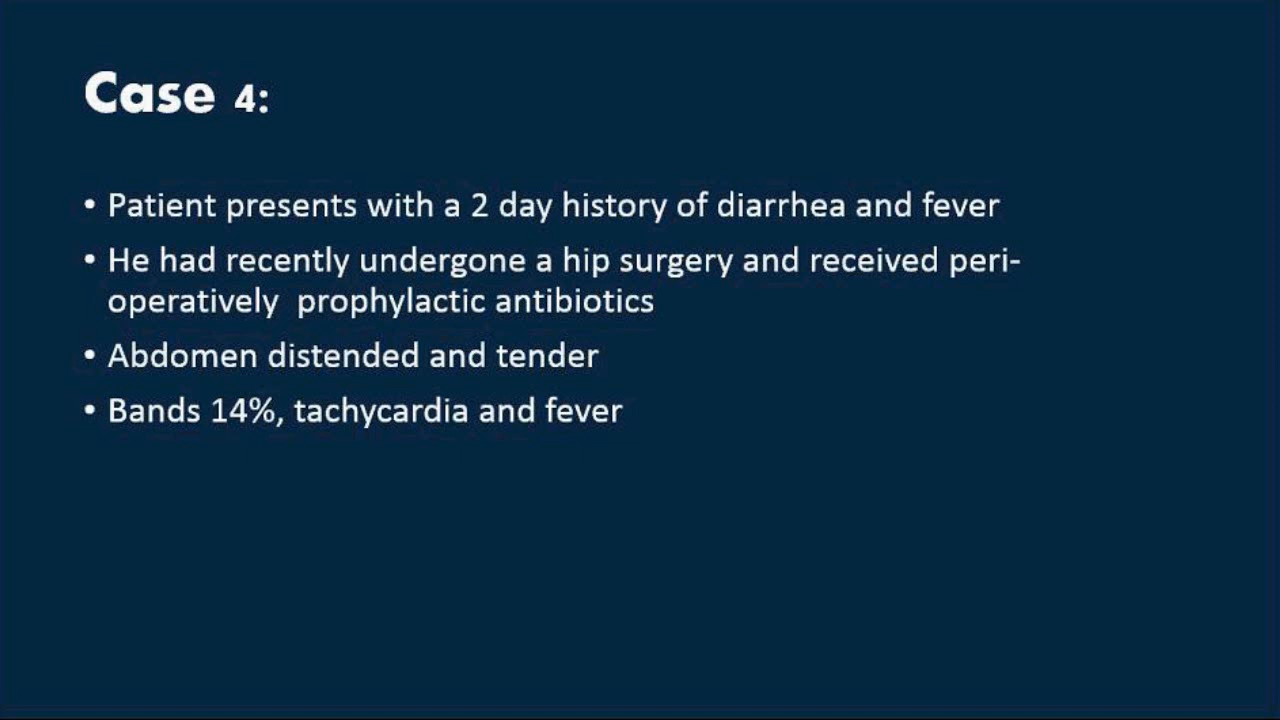 Case 4:
• Patient presents with a 2 day history of diarrhea and fever
• He had recently undergone a hip surgery and received peri-
operatively  prophylactic antibiotics
• Abdomen distended and tender
• Bands 14%, tachycardia and fever